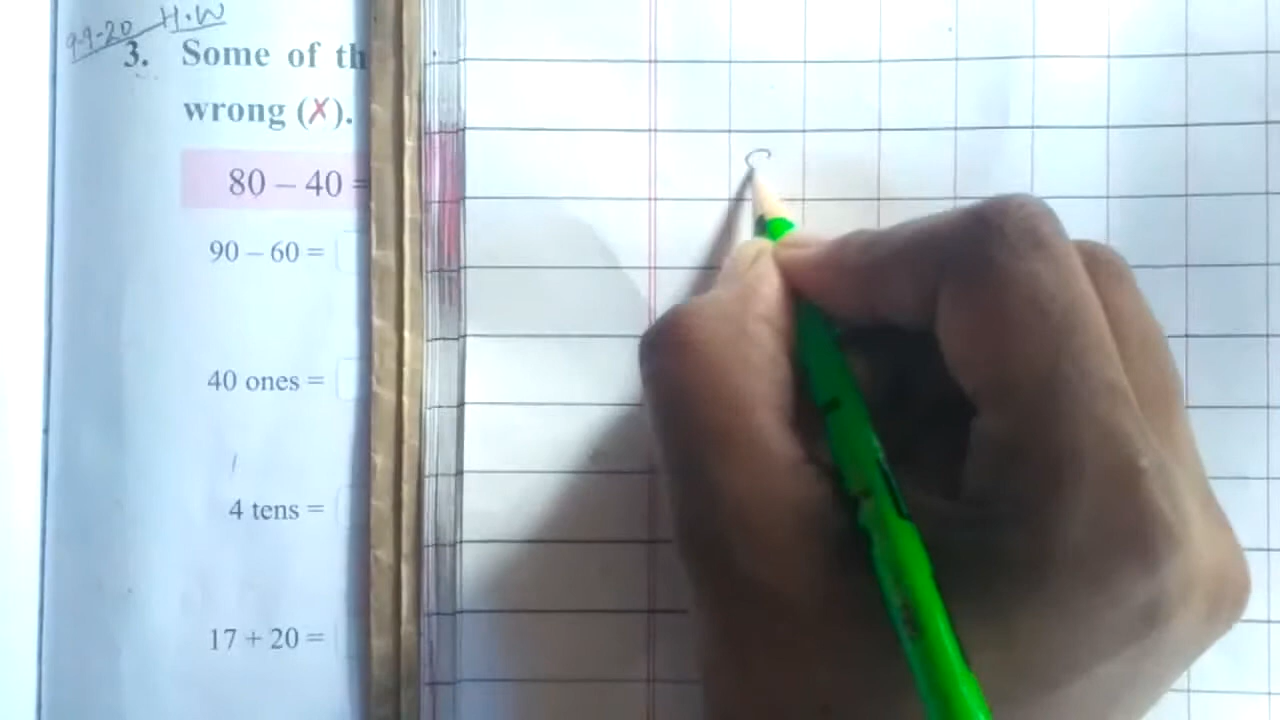 9-9-20 H.W
3. Some of th
wrong (✗).
80 – 40 =
90 – 60 =
40 ones =
4 tens =
17 + 20 =